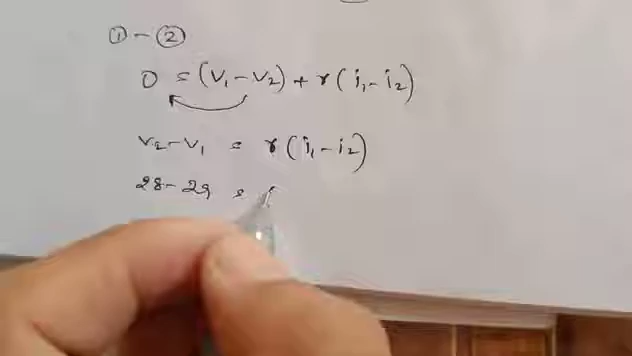 ① - ②
0 = (V₁ - V₂) + r (i₁ - i₂)
V₂ - V₁ = r (i₁ - i₂)
28 - 29 =